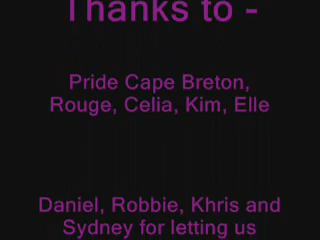 Thanks to -
Pride Cape Breton,
Rouge, Celia, Kim, Elle
Daniel, Robbie, Khris and
Sydney for letting us